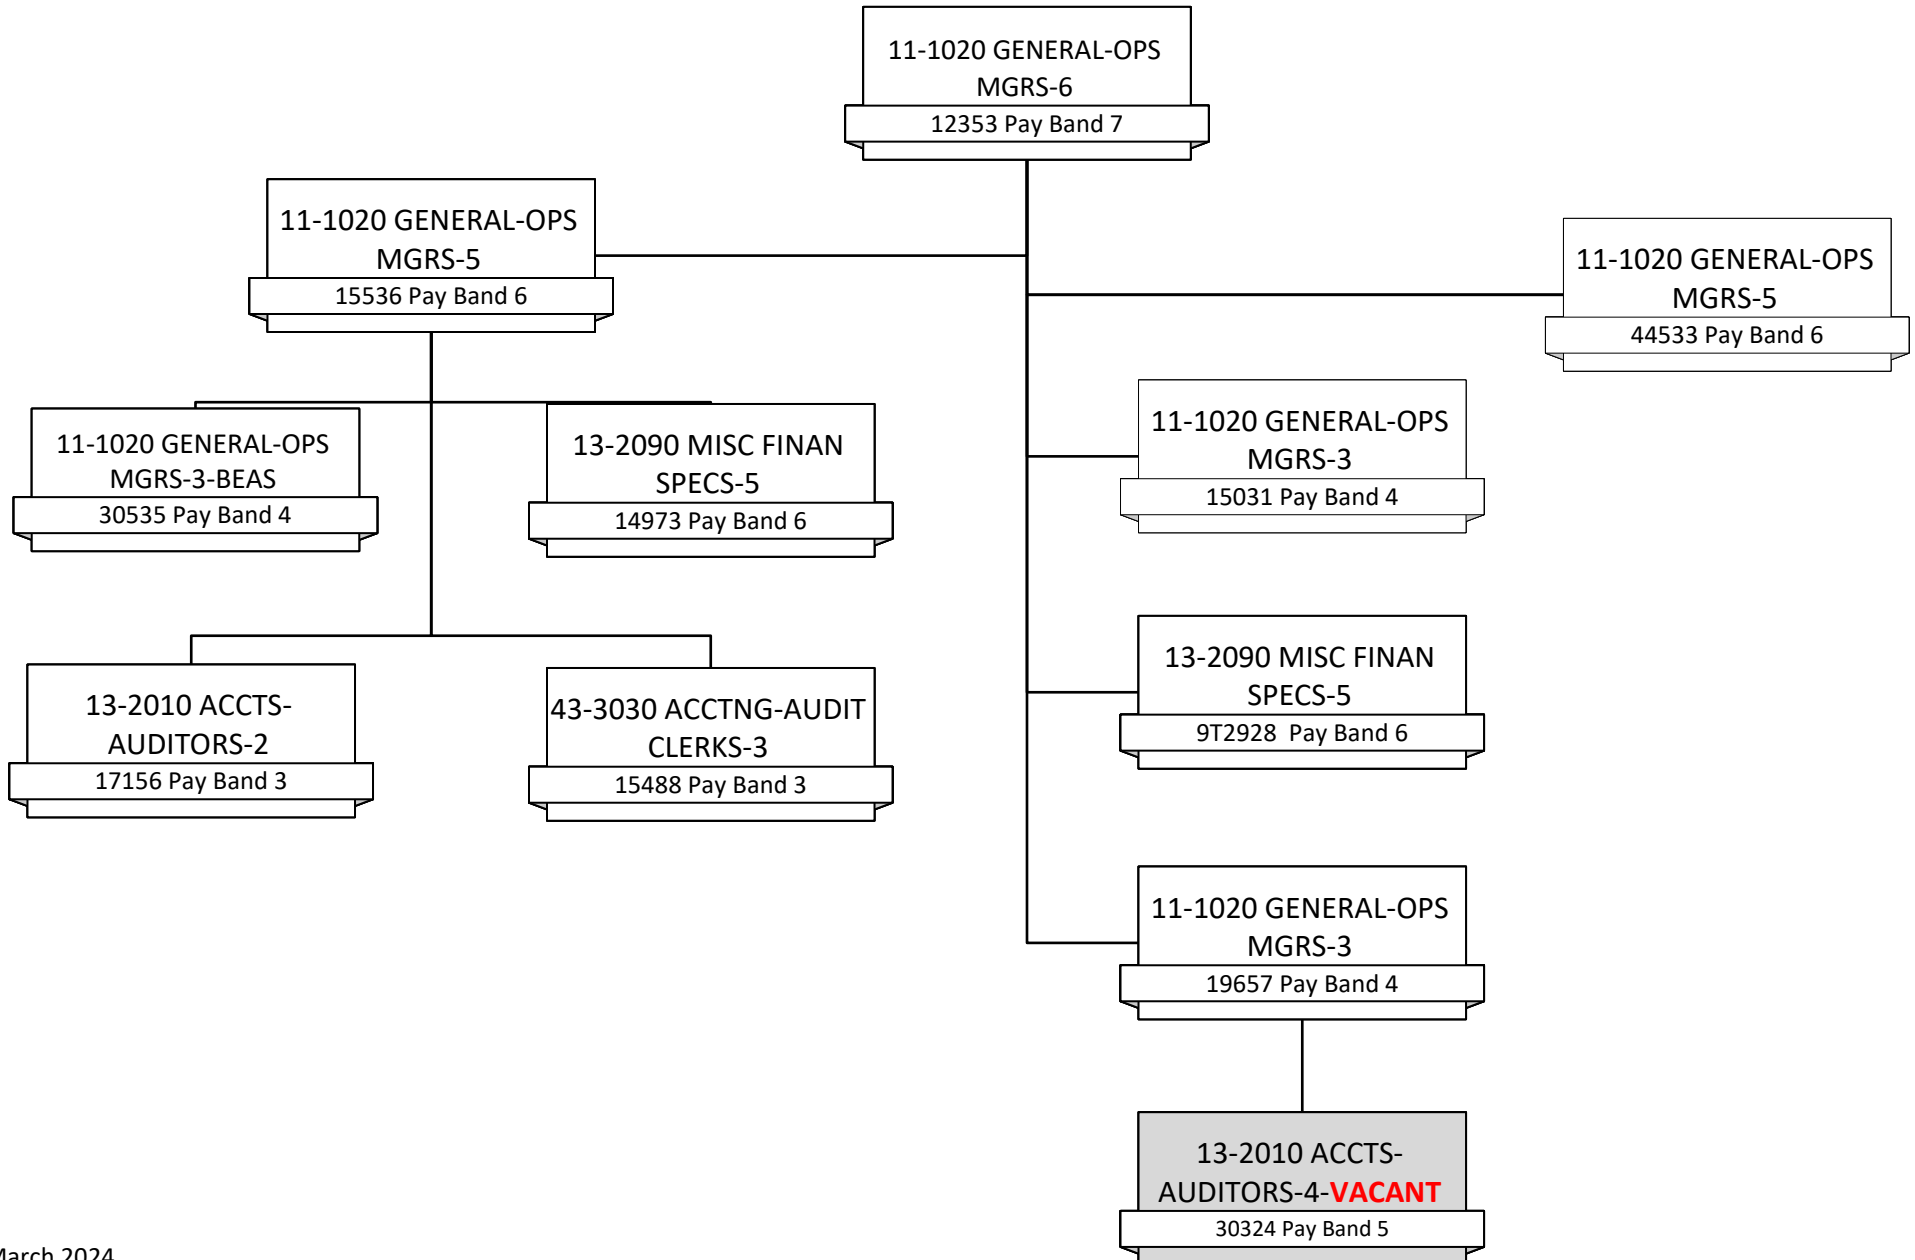 11-1020 GENERAL-OPS
MGRS-6
12353 Pay Band 7
11-1020 GENERAL-OPS
MGRS-5
15536 Pay Band 6
11-1020 GENERAL-OPS
MGRS-5
44533 Pay Band 6
11-1020 GENERAL-OPS
MGRS-3-BEAS
30535 Pay Band 4
13-2090 MISC FINAN
SPECS-5
14973 Pay Band 6
11-1020 GENERAL-OPS
MGRS-3
15031 Pay Band 4
13-2010 ACCTS-
AUDITORS-2
17156 Pay Band 3
43-3030 ACCTNG-AUDIT
CLERKS-3
15488 Pay Band 3
13-2090 MISC FINAN
SPECS-5
9T2928 Pay Band 6
11-1020 GENERAL-OPS
MGRS-3
19657 Pay Band 4
13-2010 ACCTS-
AUDITORS-4-VACANT
30324 Pay Band 5
March 2024